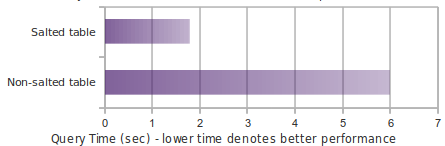 Salted table
Non-salted table
0 1 2 3 4 5 6 7
Query Time (sec) - lower time denotes better performance